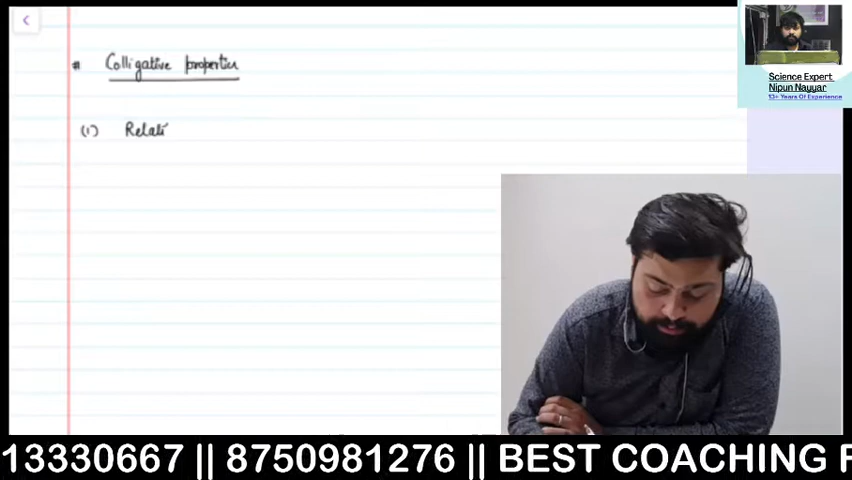 # Colligative properties
(1) Relati
Science Expert
Nipun Nayyar
13+ Years Of Experience
13330667 || 8750981276 || BEST COACHING F